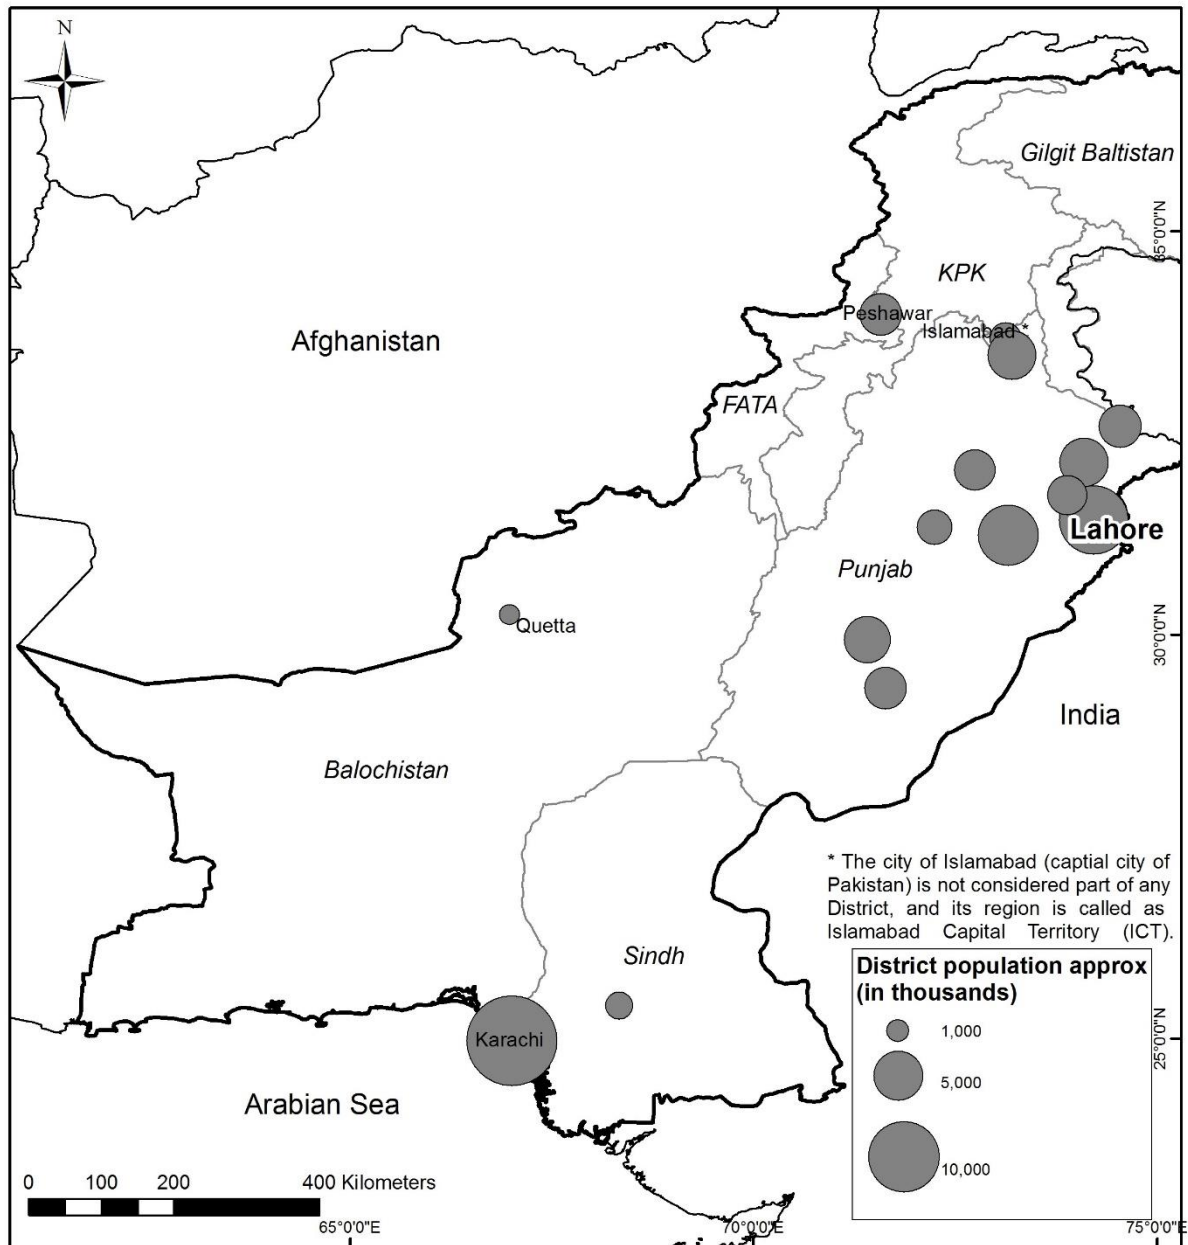 N
Gilgit Baltistan
35°0'0"N
KPK
Peshawar
Islamabad *
Afghanistan
FATA
Lahore
Punjab
Quetta
30°0'0"N
India
Balochistan
* The city of Islamabad (captial city of
Pakistan) is not considered part of any
District, and its region is called as
Islamabad Capital Territory (ICT).
Sindh
District population approx
(in thousands)
1,000
5,000
10,000
25°0'0"N
Karachi
Arabian Sea
0 100 200 400 Kilometers
65°0'0"E
70°0'0"E
75°0'0"E